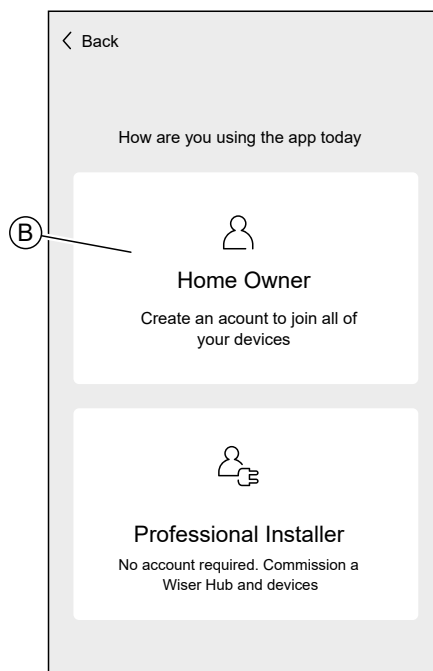 Back
How are you using the app today
B
Home Owner
Create an acount to join all of
your devices
Professional Installer
No account required. Commission a
Wiser Hub and devices